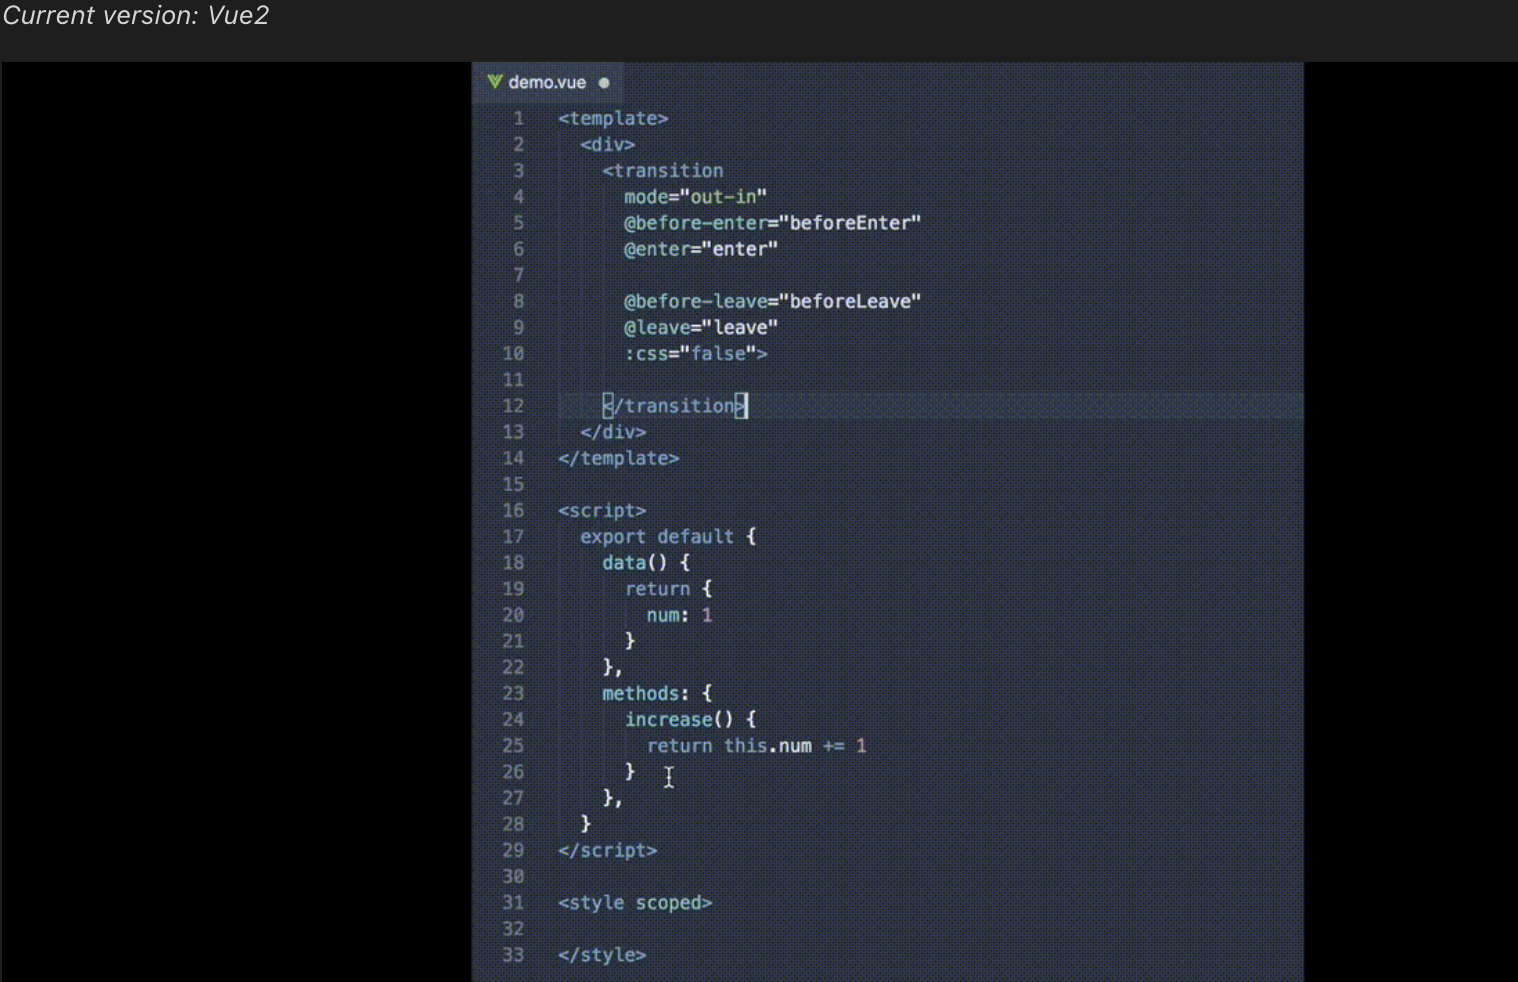 Current version: Vue2
demo.vue
1 <template>
2 <div>
3 <transition
4 mode="out-in"
5 @before-enter="beforeEnter"
6 @enter="enter"
7
8 @before-leave="beforeLeave"
9 @leave="leave"
10 :css="false">
11
12 </transition>
13 </div>
14 </template>
15
16 <script>
17 export default {
18 data() {
19 return {
20 num: 1
21 }
22 },
23 methods: {
24 increase() {
25 return this.num += 1
26 }
27 },
28 }
29 </script>
30
31 <style scoped>
32
33 </style>